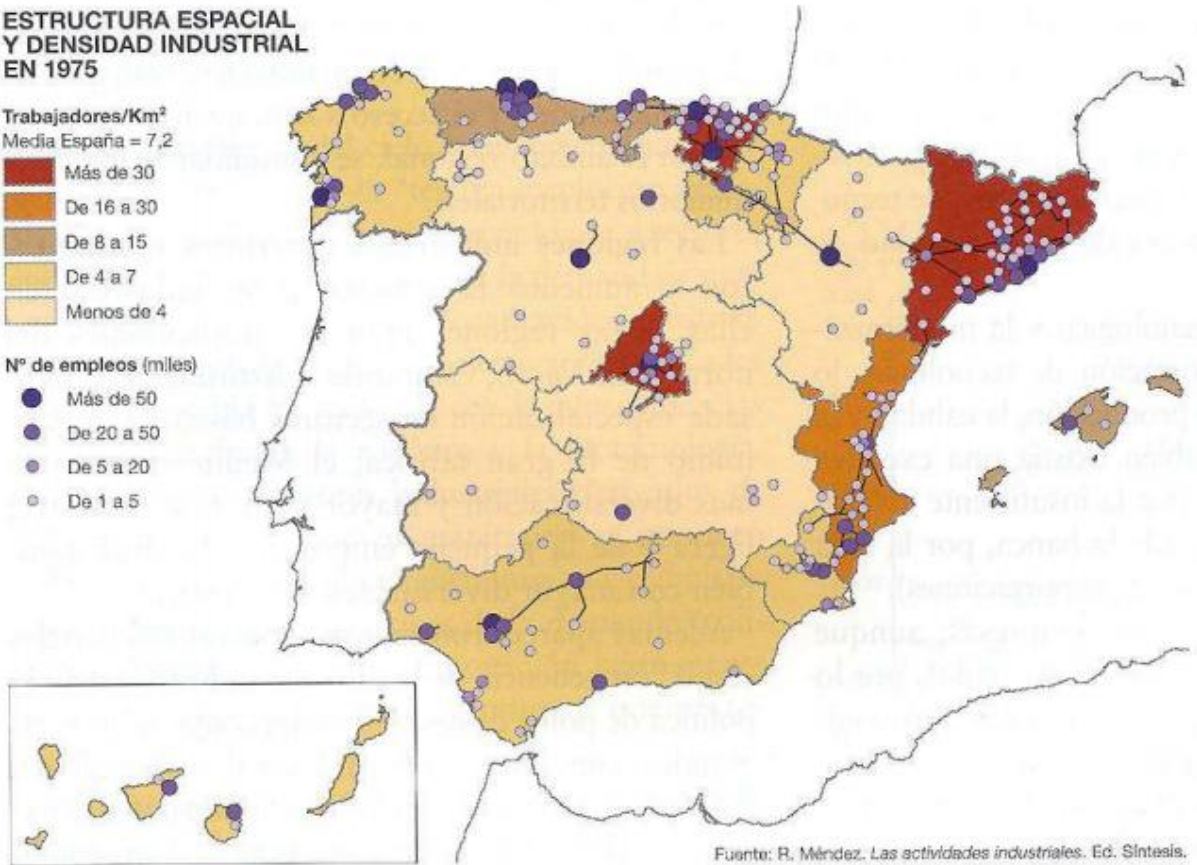 ESTRUCTURA ESPACIAL
Y DENSIDAD INDUSTRIAL
EN 1975
Trabajadores/Km²
Media España = 7,2
Más de 30
De 16 a 30
De 8 a 15
De 4 a 7
Menos de 4
Nº de empleos (miles)
Más de 50
De 20 a 50
De 5 a 20
De 1 a 5
Fuente: R. Méndez. Las actividades industriales. Ed. Síntesis.